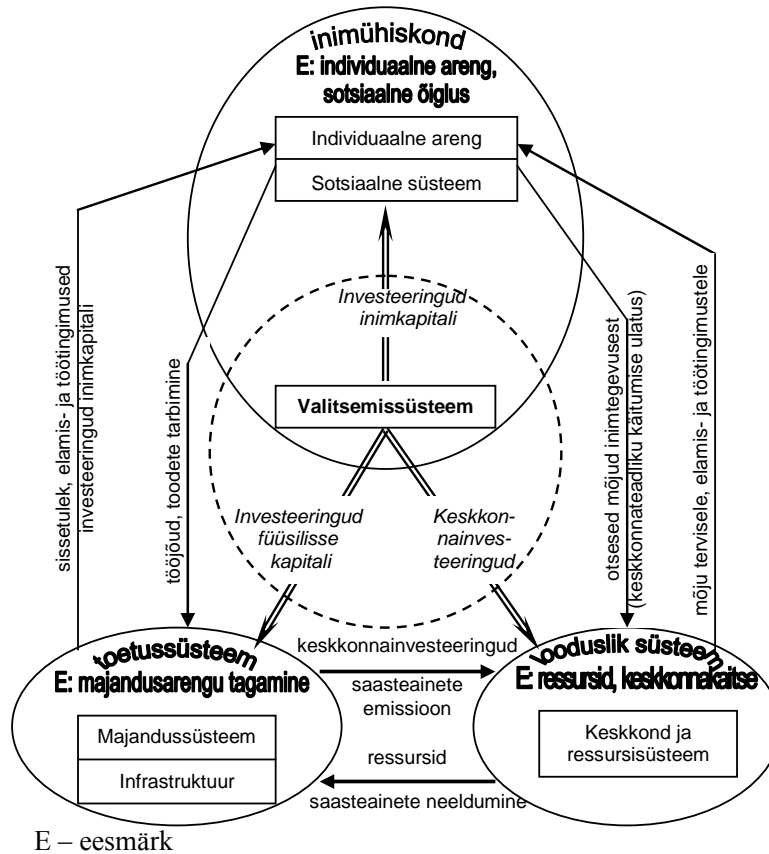 inimühiskond
E: individuaalne areng,
sotsiaalne õiglus
Individuaalne areng
Sotsiaalne süsteem
Investeeringud
inimkapitali
Valitsemissüsteem
Investeeringud
füüsilisse
kapitali
Keskkon-
nainves-
teeringud
sissetulek, elamis- ja töötingimused
investeeringud inimkapitali
tööjõud, toodete tarbimine
otsesed mõjud inimtegevusest
(keskkonnateadliku käitumise ulatus)
mõju tervisele, elamis- ja töötingimustele
toetussüsteem
E: majandusarengu tagamine
Majandussüsteem
Infrastruktuur
keskkonnainvesteeringud
saasteainete
emissioon
ressursid
saasteainete neeldumine
looduslik süsteem
E: ressursid, keskkonnakaitse
Keskkond ja
ressursisüsteem
E – eesmärk